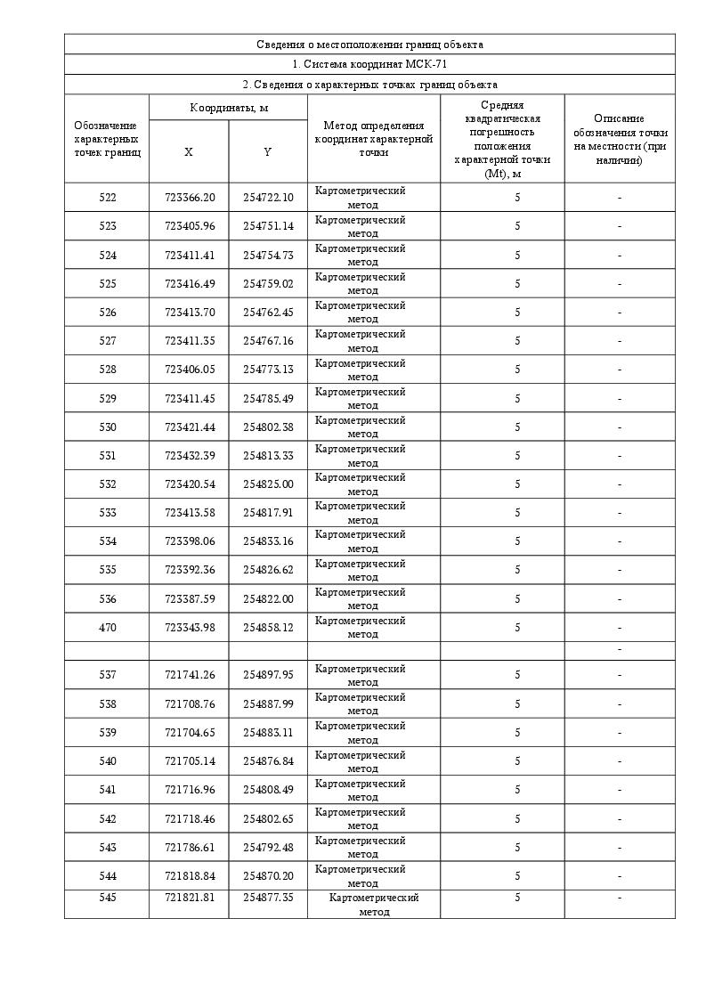 Сведения о местоположении границ объекта
1. Система координат МСК-71
2. Сведения о характерных точках границ объекта
Обозначение
характерных
точек границ
Координаты, м
X
Y
Метод определения
координат характерной
точки
Средняя
квадратическая
погрешность
положения
характерной точки
(Mt), м
Описание
обозначения точки
на местности (при
наличии)
522 723366.20 254722.10 Картометрический
метод 5 -
523 723405.96 254751.14 Картометрический
метод 5 -
524 723411.41 254754.73 Картометрический
метод 5 -
525 723416.49 254759.02 Картометрический
метод 5 -
526 723413.70 254762.45 Картометрический
метод 5 -
527 723411.35 254767.16 Картометрический
метод 5 -
528 723406.05 254773.13 Картометрический
метод 5 -
529 723411.45 254785.49 Картометрический
метод 5 -
530 723421.44 254802.38 Картометрический
метод 5 -
531 723432.39 254813.33 Картометрический
метод 5 -
532 723420.54 254825.00 Картометрический
метод 5 -
533 723413.58 254817.91 Картометрический
метод 5 -
534 723398.06 254833.16 Картометрический
метод 5 -
535 723392.36 254826.62 Картометрический
метод 5 -
536 723387.59 254822.00 Картометрический
метод 5 -
470 723343.98 254858.12 Картометрический
метод 5 -
-
537 721741.26 254897.95 Картометрический
метод 5 -
538 721708.76 254887.99 Картометрический
метод 5 -
539 721704.65 254883.11 Картометрический
метод 5 -
540 721705.14 254876.84 Картометрический
метод 5 -
541 721716.96 254808.49 Картометрический
метод 5 -
542 721718.46 254802.65 Картометрический
метод 5 -
543 721786.61 254792.48 Картометрический
метод 5 -
544 721818.84 254870.20 Картометрический
метод 5 -
545 721821.81 254877.35 Картометрический
метод 5 -